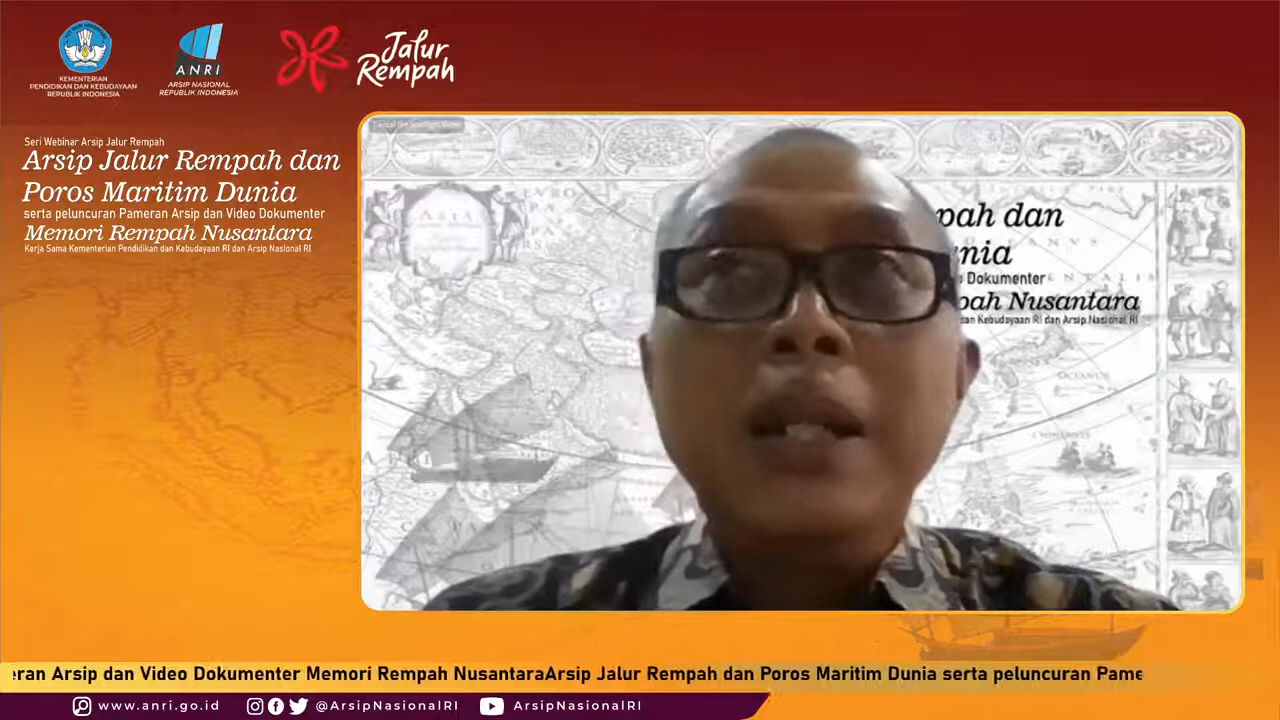 KEMENTERIAN
PENDIDIKAN DAN KEBUDAYAAN
REPUBLIK INDONESIA
ANRI
ARSIP NASIONAL
REPUBLIK INDONESIA
Jalur
Rempah
Seri Webinar Arsip Jalur Rempah
Arsip Jalur Rempah dan
Poros Maritim Dunia
serta peluncuran Pameran Arsip dan Video Dokumenter
Memori Rempah Nusantara
Kerja Sama Kementerian Pendidikan dan Kebudayaan RI dan Arsip Nasional RI
pah dan
nia
Dokumenter
pah Nusantara
Kebudayaan RI dan Arsip Nasional RI
OCEANUS
eran Arsip dan Video Dokumenter Memori Rempah NusantaraArsip Jalur Rempah dan Poros Maritim Dunia serta peluncuran Pame
www.anri.go.id
@ArsipNasionalRI
ArsipNasionalRI